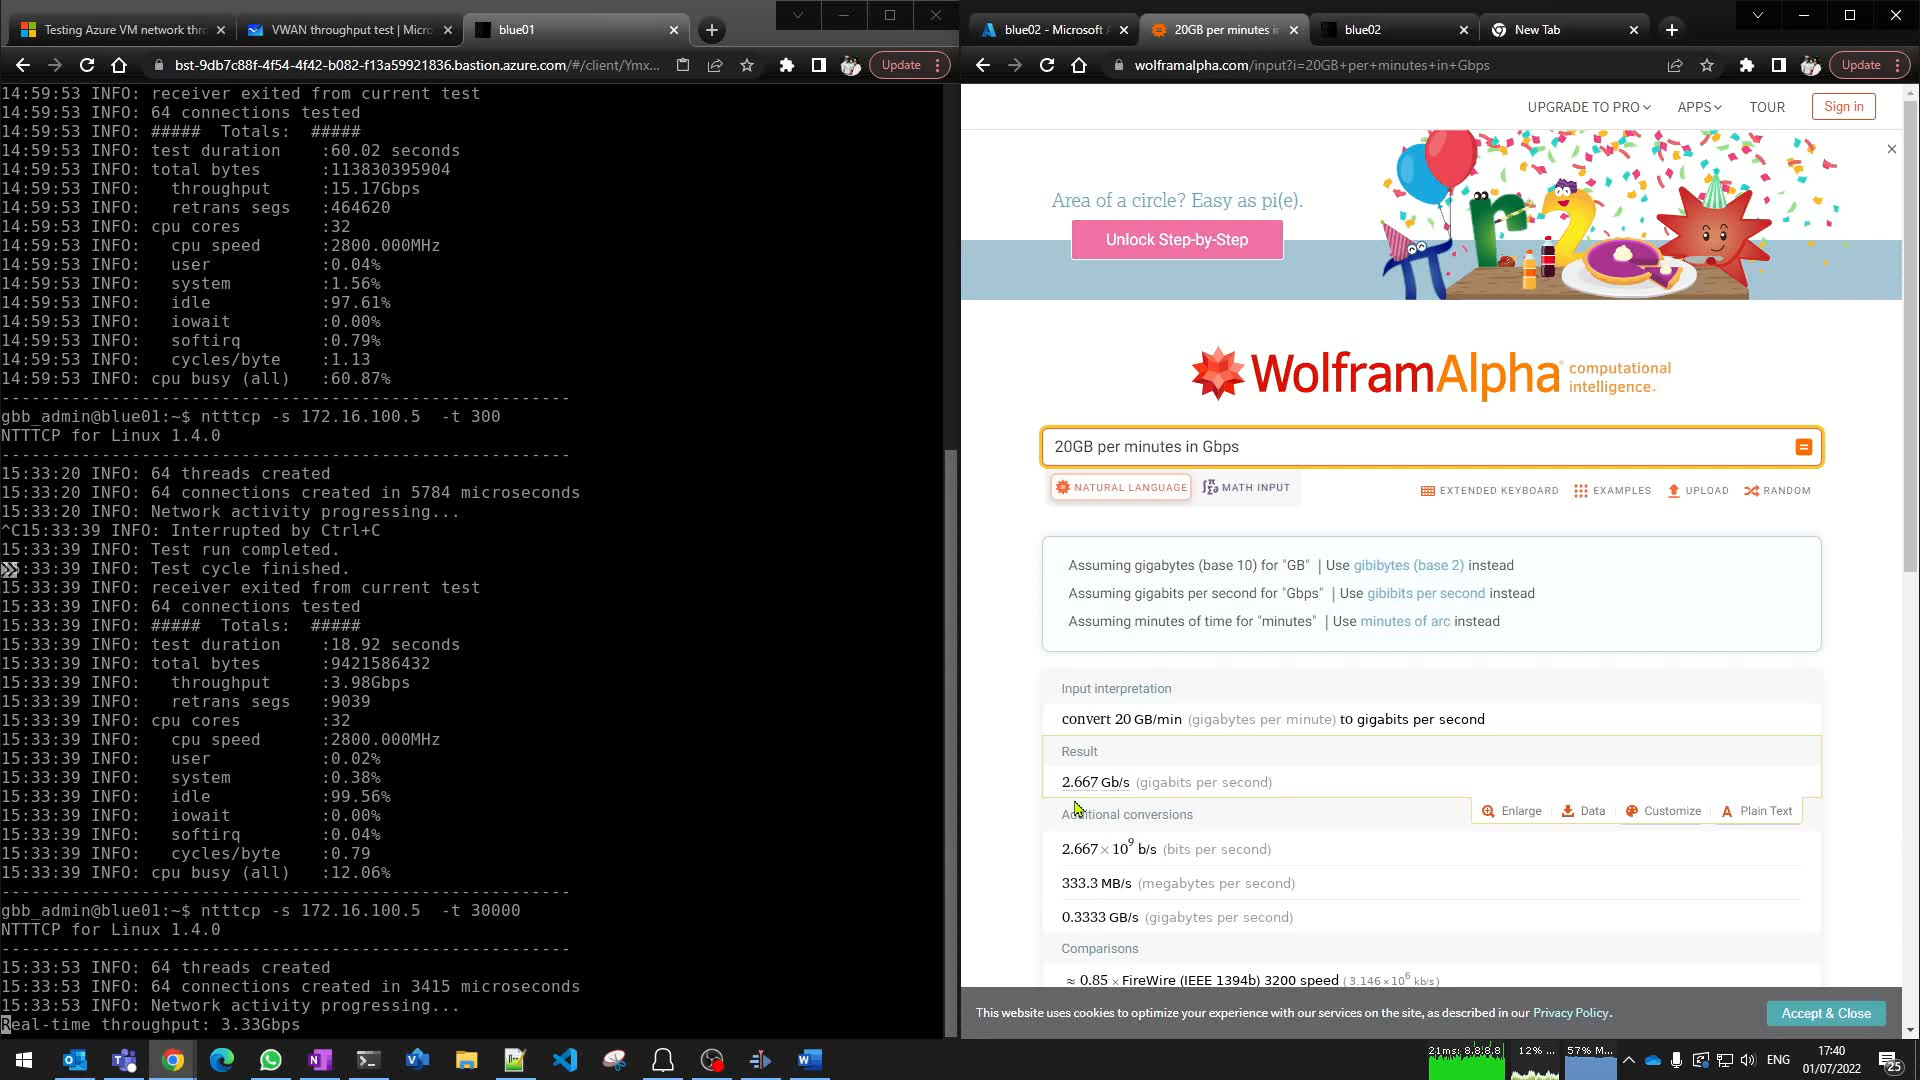 Testing Azure VM network thr
VWAN throughput test | Micro
blue01
bst-9db7c88f-4f54-4f42-b082-f13a59921836.bastion.azure.com/#/client/Ymx...
Update
14:59:53 INFO: receiver exited from current test
14:59:53 INFO: 64 connections tested
14:59:53 INFO: ##### Totals: #####
14:59:53 INFO: test duration :60.02 seconds
14:59:53 INFO: total bytes :113830395904
14:59:53 INFO: throughput :15.17Gbps
14:59:53 INFO: retrans segs :464620
14:59:53 INFO: cpu cores :32
14:59:53 INFO: cpu speed :2800.000MHz
14:59:53 INFO: user :0.04%
14:59:53 INFO: system :1.56%
14:59:53 INFO: idle :97.61%
14:59:53 INFO: iowait :0.00%
14:59:53 INFO: softirq :0.79%
14:59:53 INFO: cycles/byte :1.13
14:59:53 INFO: cpu busy (all) :60.87%
---------------------------------------------------------
gbb_admin@blue01:~$ ntttcp -s 172.16.100.5 -t 300
NTTTCP for Linux 1.4.0
---------------------------------------------------------
15:33:20 INFO: 64 threads created
15:33:20 INFO: 64 connections created in 5784 microseconds
15:33:20 INFO: Network activity progressing...
^C15:33:39 INFO: Interrupted by Ctrl+C
15:33:39 INFO: Test run completed.
:33:39 INFO: Test cycle finished.
15:33:39 INFO: receiver exited from current test
15:33:39 INFO: 64 connections tested
15:33:39 INFO: ##### Totals: #####
15:33:39 INFO: test duration :18.92 seconds
15:33:39 INFO: total bytes :9421586432
15:33:39 INFO: throughput :3.98Gbps
15:33:39 INFO: retrans segs :9039
15:33:39 INFO: cpu cores :32
15:33:39 INFO: cpu speed :2800.000MHz
15:33:39 INFO: user :0.02%
15:33:39 INFO: system :0.38%
15:33:39 INFO: idle :99.56%
15:33:39 INFO: iowait :0.00%
15:33:39 INFO: softirq :0.04%
15:33:39 INFO: cycles/byte :0.79
15:33:39 INFO: cpu busy (all) :12.06%
---------------------------------------------------------
gbb_admin@blue01:~$ ntttcp -s 172.16.100.5 -t 30000
NTTTCP for Linux 1.4.0
---------------------------------------------------------
15:33:53 INFO: 64 threads created
15:33:53 INFO: 64 connections created in 3415 microseconds
15:33:53 INFO: Network activity progressing...
Real-time throughput: 3.33Gbps
blue02 - Microsoft A
20GB per minutes in
blue02
New Tab
wolframalpha.com/input?i=20GB+per+minutes+in+Gbps
Update
UPGRADE TO PRO
APPS
TOUR
Sign in
Area of a circle? Easy as pi(e).
Unlock Step-by-Step
WolframAlpha computational intelligence.
20GB per minutes in Gbps
NATURAL LANGUAGE
MATH INPUT
EXTENDED KEYBOARD
EXAMPLES
UPLOAD
RANDOM
Assuming gigabytes (base 10) for "GB" | Use gibibytes (base 2) instead
Assuming gigabits per second for "Gbps" | Use gibibits per second instead
Assuming minutes of time for "minutes" | Use minutes of arc instead
Input interpretation
convert 20 GB/min (gigabytes per minute) to gigabits per second
Result
2.667 Gb/s (gigabits per second)
Additional conversions
Enlarge
Data
Customize
Plain Text
2.667×10^9 b/s (bits per second)
333.3 MB/s (megabytes per second)
0.3333 GB/s (gigabytes per second)
Comparisons
≈ 0.85 × FireWire (IEEE 1394b) 3200 speed (3.146×10^6 kb/s)
This website uses cookies to optimize your experience with our services on the site, as described in our Privacy Policy.
Accept & Close
21ms: 8.8.8.8
12% ...
57% M...
ENG
17:40
01/07/2022
25